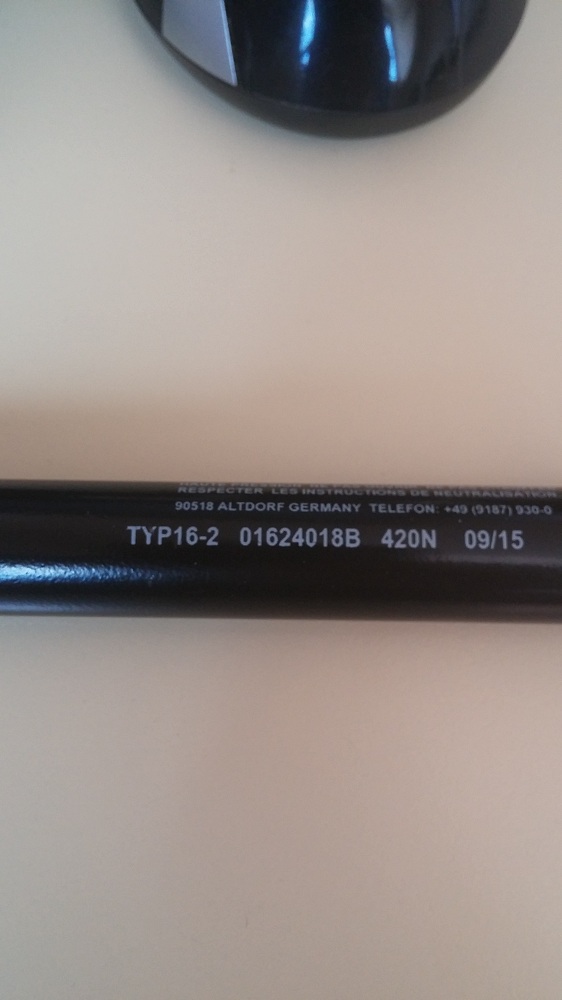 RESPECTER LES INSTRUCTIONS DE NEUTRALISATION
90518 ALTDORF GERMANY TELEFON: +49 (9187) 930-0
TYP16-2 01624018B 420N 09/15